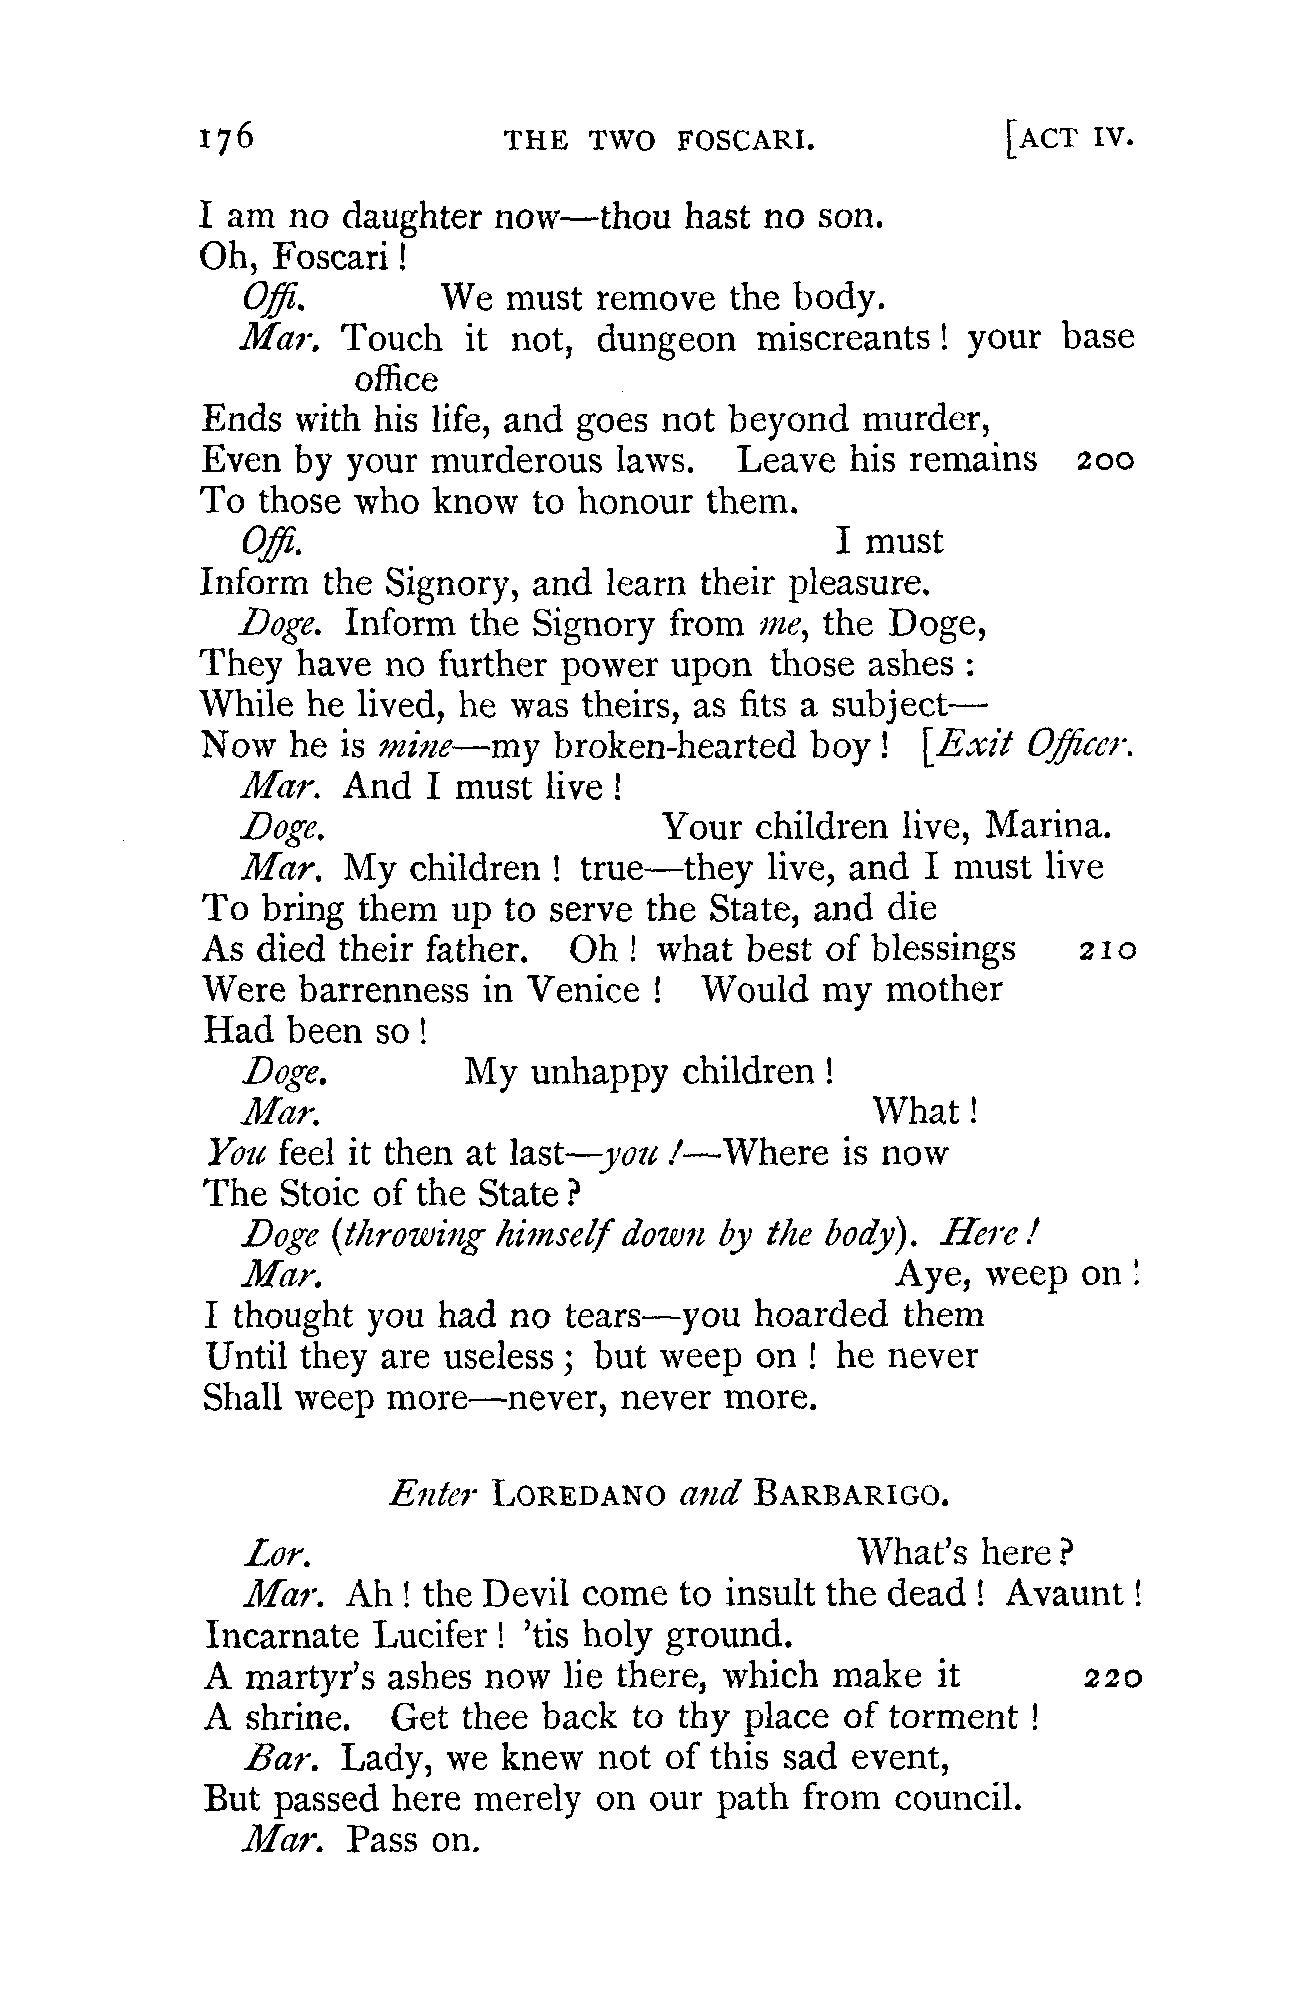 176 THE TWO FOSCARI. [ACT IV.
I am no daughter now—thou hast no son.
Oh, Foscari!
Offi. We must remove the body.
Mar. Touch it not, dungeon miscreants! your base
office
Ends with his life, and goes not beyond murder,
Even by your murderous laws. Leave his remains 200
To those who know to honour them.
Offi. I must
Inform the Signory, and learn their pleasure.
Doge. Inform the Signory from me, the Doge,
They have no further power upon those ashes:
While he lived, he was theirs, as fits a subject—
Now he is mine—my broken-hearted boy! [Exit Officer.
Mar. And I must live!
Doge. Your children live, Marina.
Mar. My children! true—they live, and I must live
To bring them up to serve the State, and die
As died their father. Oh! what best of blessings 210
Were barrenness in Venice! Would my mother
Had been so!
Doge. My unhappy children!
Mar. What!
You feel it then at last—you!—Where is now
The Stoic of the State?
Doge (throwing himself down by the body). Here!
Mar. Aye, weep on!
I thought you had no tears—you hoarded them
Until they are useless; but weep on! he never
Shall weep more—never, never more.
Enter LOREDANO and BARBARIGO.
Lor. What's here?
Mar. Ah! the Devil come to insult the dead! Avaunt!
Incarnate Lucifer! 'tis holy ground.
A martyr's ashes now lie there, which make it 220
A shrine. Get thee back to thy place of torment!
Bar. Lady, we knew not of this sad event,
But passed here merely on our path from council.
Mar. Pass on.